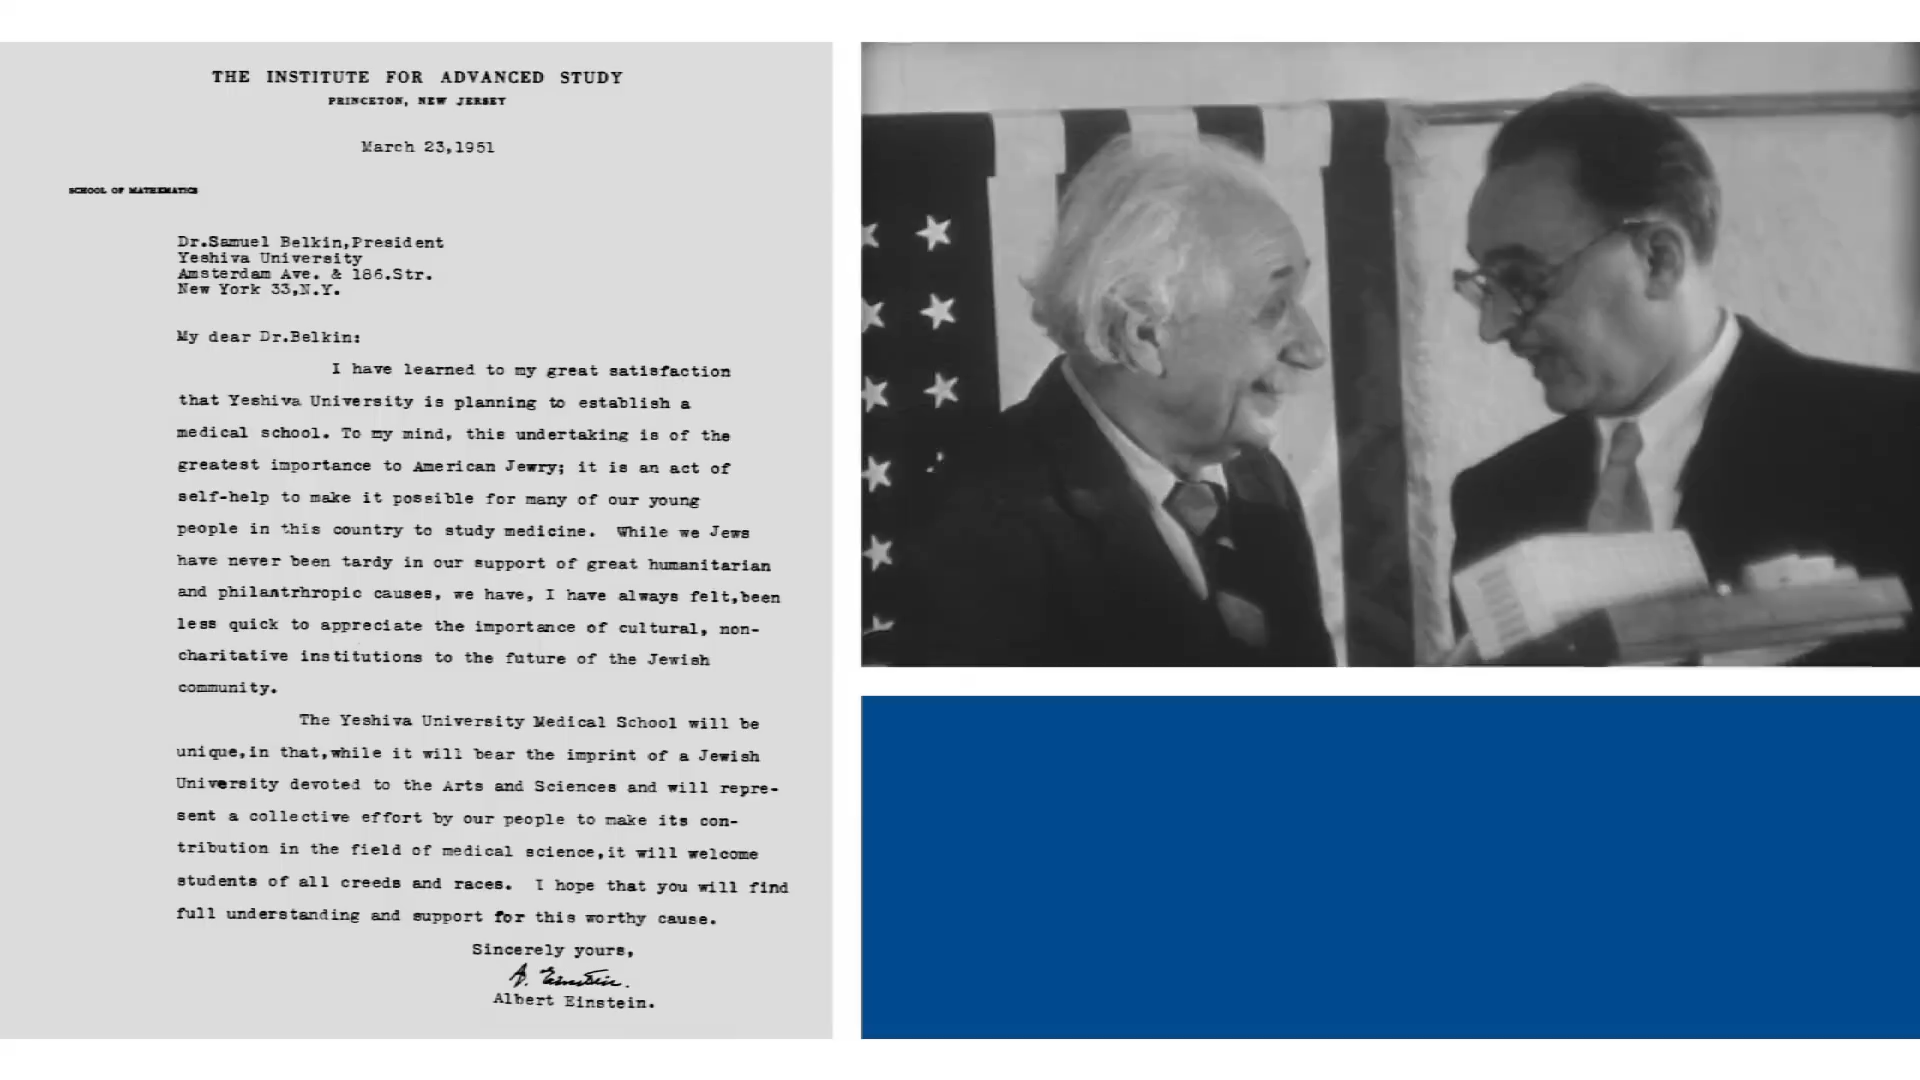 THE INSTITUTE FOR ADVANCED STUDY
PRINCETON, NEW JERSEY
March 23,1951
SCHOOL OF MATHEMATICS
Dr.Samuel Belkin,President
Yeshiva University
Amsterdam Ave. & 186.Str.
New York 33,N.Y.
My dear Dr.Belkin:
I have learned to my great satisfaction
that Yeshiva University is planning to establish a
medical school. To my mind, this undertaking is of the
greatest importance to American Jewry; it is an act of
self-help to make it possible for many of our young
people in this country to study medicine. While we Jews
have never been tardy in our support of great humanitarian
and philantrhropic causes, we have, I have always felt,been
less quick to appreciate the importance of cultural, non-
charitative institutions to the future of the Jewish
community.
The Yeshiva University Medical School will be
unique,in that,while it will bear the imprint of a Jewish
University devoted to the Arts and Sciences and will repre-
sent a collective effort by our people to make its con-
tribution in the field of medical science,it will welcome
students of all creeds and races. I hope that you will find
full understanding and support for this worthy cause.
Sincerely yours,
A. Einstein.
Albert Einstein.